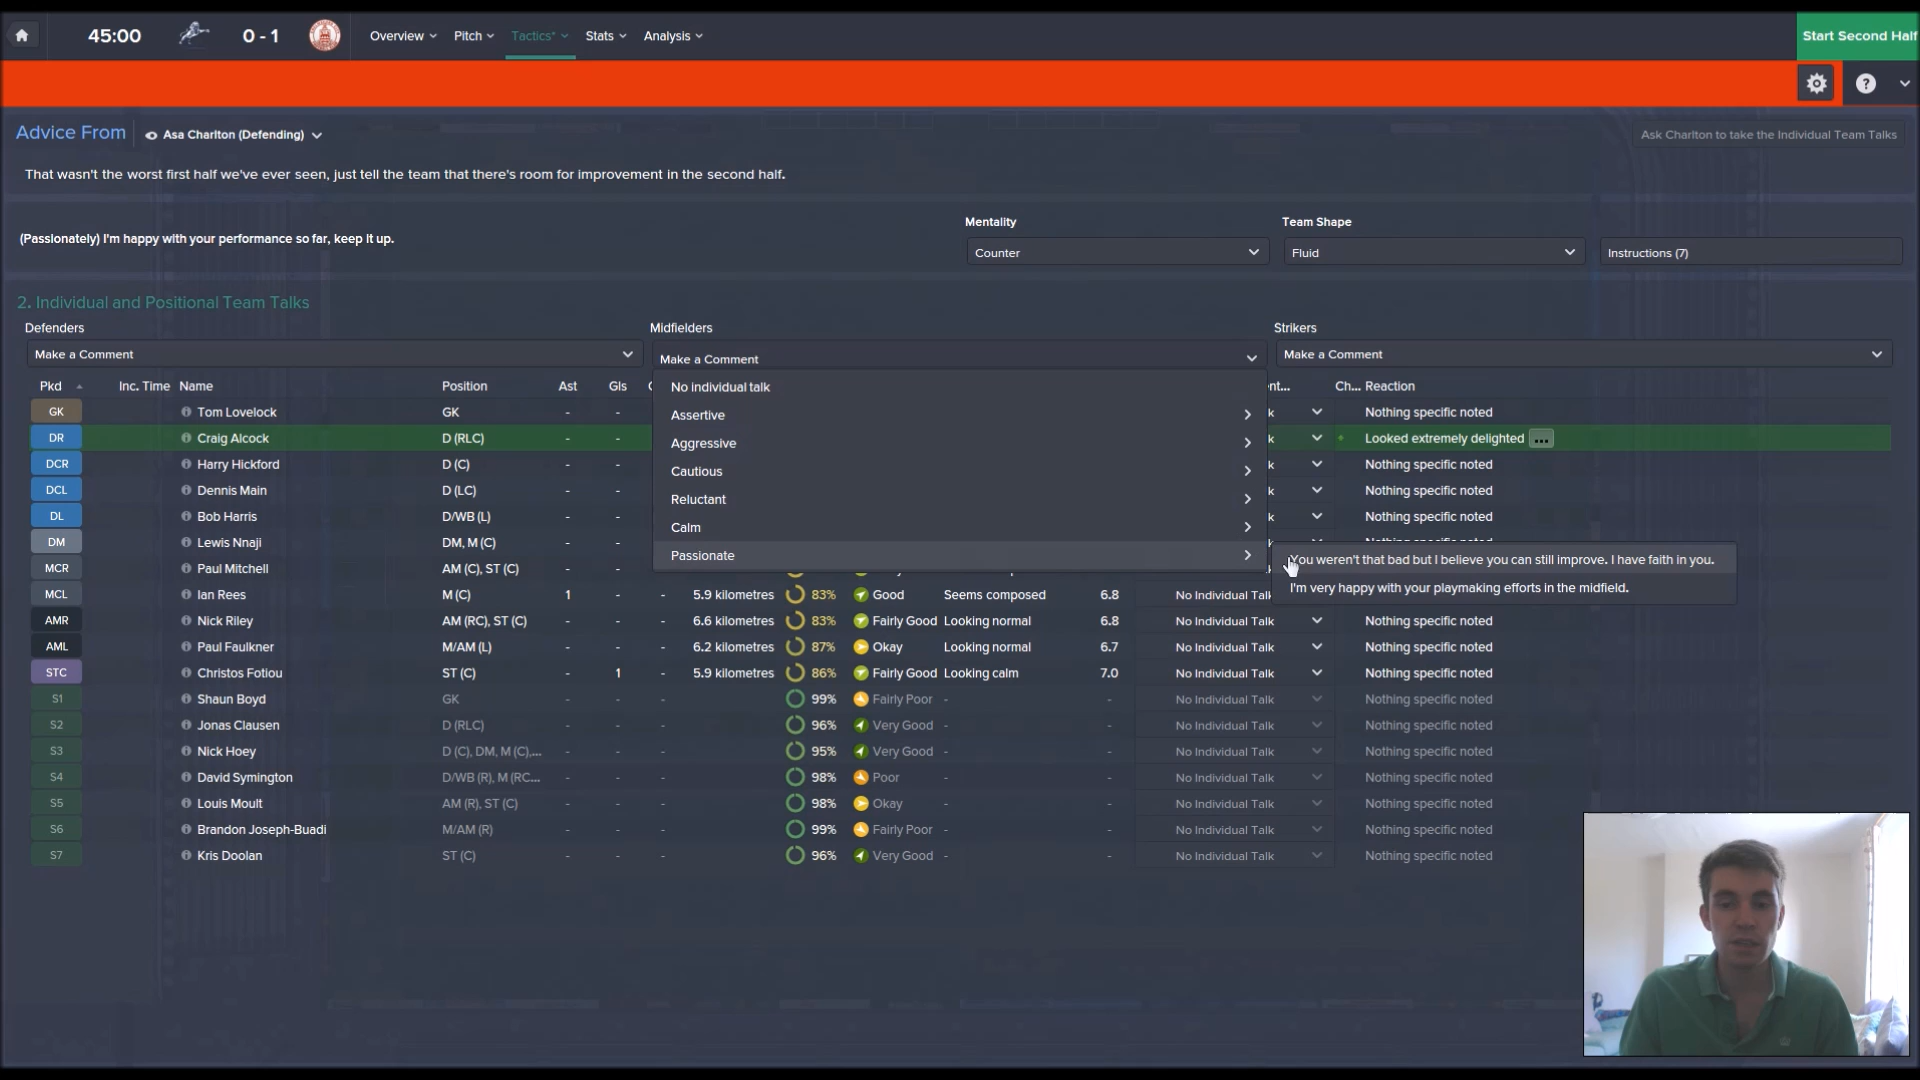 45:00 0 - 1 Overview Pitch Tactics* Stats Analysis Start Second Half
?
Advice From Asa Charlton (Defending) Ask Charlton to take the Individual Team Talks
That wasn't the worst first half we've ever seen, just tell the team that there's room for improvement in the second half.
Mentality Team Shape
(Passionately) I'm happy with your performance so far, keep it up.
Counter Fluid Instructions (7)
2. Individual and Positional Team Talks
Defenders Midfielders Strikers
Make a Comment Make a Comment Make a Comment
Pkd Inc. Time Name Position Ast Gls No individual talk nt... Ch... Reaction
GK Tom Lovelock GK - - Assertive k Nothing specific noted
DR Craig Alcock D (RLC) - - Aggressive k Looked extremely delighted ...
DCR Harry Hickford D (C) - - Cautious k Nothing specific noted
DCL Dennis Main D (LC) - - Reluctant k Nothing specific noted
DL Bob Harris D/WB (L) - - Calm k Nothing specific noted
DM Lewis Nnaji DM, M (C) - - Passionate You weren't that bad but I believe you can still improve. I have faith in you.
MCR Paul Mitchell AM (C), ST (C) - - I'm very happy with your playmaking efforts in the midfield.
MCL Ian Rees M (C) 1 - - 5.9 kilometres 83% Good Seems composed 6.8 No Individual Talk
AMR Nick Riley AM (RC), ST (C) - - - 6.6 kilometres 83% Fairly Good Looking normal 6.8 No Individual Talk Nothing specific noted
AML Paul Faulkner M/AM (L) - - - 6.2 kilometres 87% Okay Looking normal 6.7 No Individual Talk Nothing specific noted
STC Christos Fotiou ST (C) - 1 - 5.9 kilometres 86% Fairly Good Looking calm 7.0 No Individual Talk Nothing specific noted
S1 Shaun Boyd GK - - - 99% Fairly Poor - - No Individual Talk Nothing specific noted
S2 Jonas Clausen D (RLC) - - - 96% Very Good - - No Individual Talk Nothing specific noted
S3 Nick Hoey D (C), DM, M (C),... - - - 95% Very Good - - No Individual Talk Nothing specific noted
S4 David Symington D/WB (R), M (RC... - - - 98% Poor - - No Individual Talk Nothing specific noted
S5 Louis Moult AM (R), ST (C) - - - 98% Okay - - No Individual Talk Nothing specific noted
S6 Brandon Joseph-Buadi M/AM (R) - - - 99% Fairly Poor - - No Individual Talk Nothing specific noted
S7 Kris Doolan ST (C) - - - 96% Very Good - - No Individual Talk Nothing specific noted